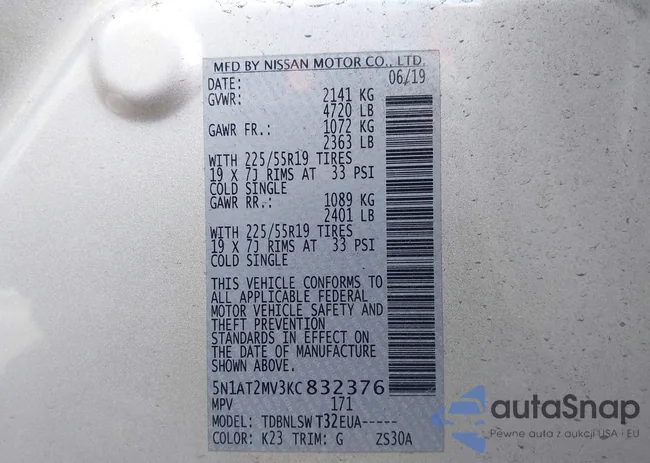 MFD BY NISSAN MOTOR CO., LTD.
DATE: 06/19
GVWR: 2141 KG
4720 LB
GAWR FR.: 1072 KG
2363 LB
WITH 225/55R19 TIRES
19 X 7J RIMS AT 33 PSI
COLD SINGLE
GAWR RR.: 1089 KG
2401 LB
WITH 225/55R19 TIRES
19 X 7J RIMS AT 33 PSI
COLD SINGLE
THIS VEHICLE CONFORMS TO
ALL APPLICABLE FEDERAL
MOTOR VEHICLE SAFETY AND
THEFT PREVENTION
STANDARDS IN EFFECT ON
THE DATE OF MANUFACTURE
SHOWN ABOVE.
5N1AT2MV3KC832376
MPV 171
MODEL: TDBNLSW T32EUA-----
COLOR: K23 TRIM: G ZS30A
autoSnap
Pewne auta z aukcji USA · EU